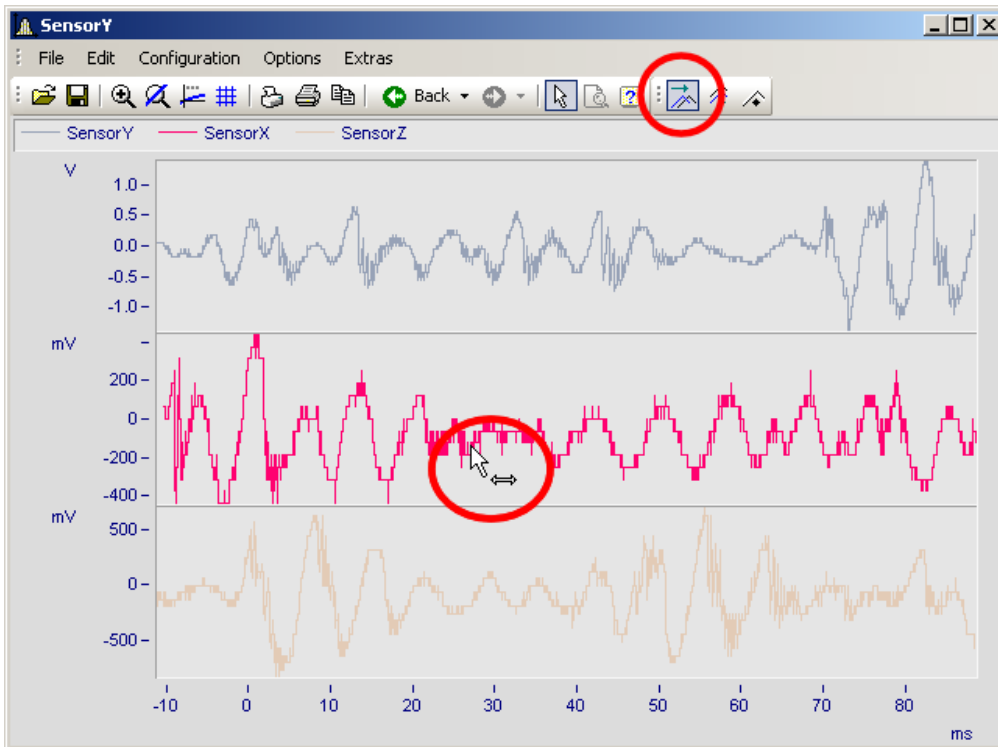 SensorY
File Edit Configuration Options Extras
Back ?
SensorY SensorX SensorZ
V
1.0
0.5
0.0
-0.5
-1.0
mV
200
0
-200
-400
mV
500
0
-500
-10 0 10 20 30 40 50 60 70 80
ms